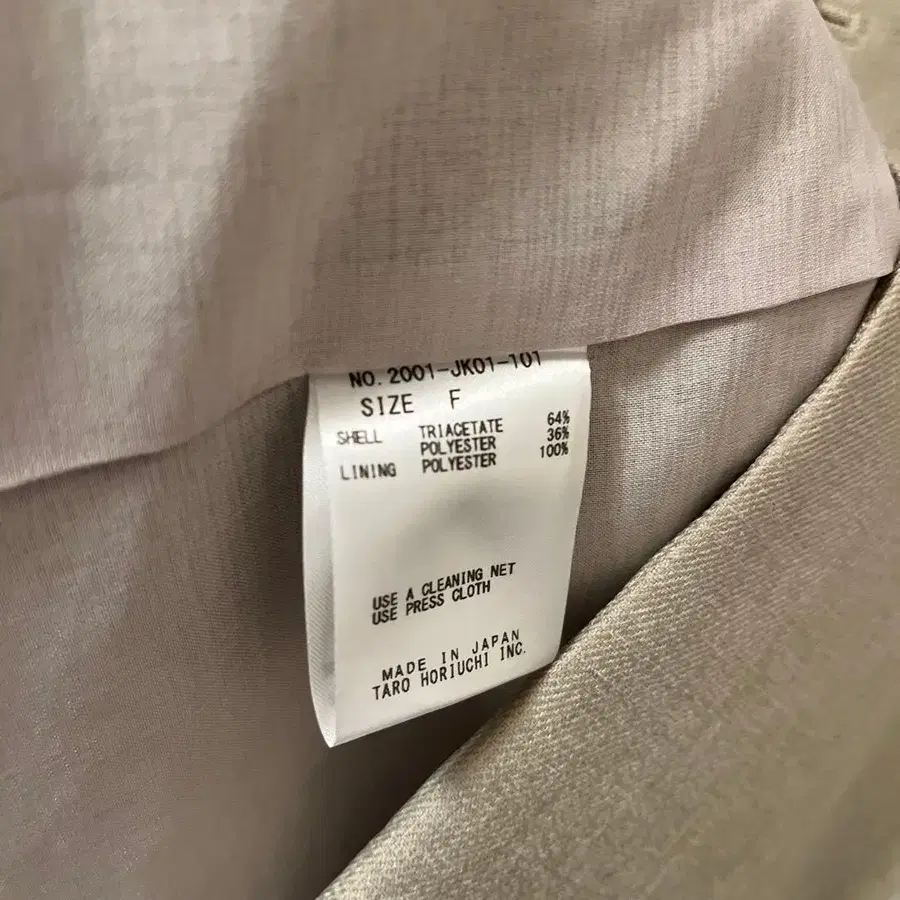 NO. 2001-JK01-101
SIZE F
SHELL TRIACETATE 64%
POLYESTER 36%
LINING POLYESTER 100%
USE A CLEANING NET
USE PRESS CLOTH
MADE IN JAPAN
TARO HORIUCHI INC.